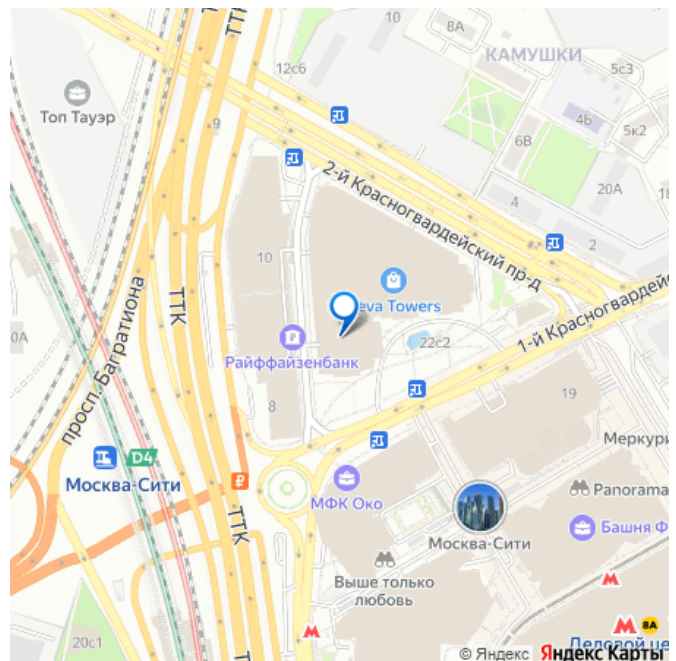 10
8А
КАМУШКИ
5с3
12с6
ТТК
Топ Тауэр
9
4Б
5к2
6В
2-й Красногвардейский пр-д
20А
4
2
10
eva Towers
1-й Красногвардейс
22с2
ТТК
0А
просп. Багратиона
Райффайзенбанк
8
19
Меркури
D4
Москва-Сити
₽
МФК Око
Panorama
ТТК
Москва-Сити
Башня Ф
Выше только
любовь
20с1
8А
Деловой це
© Яндекс Яндекс Карты